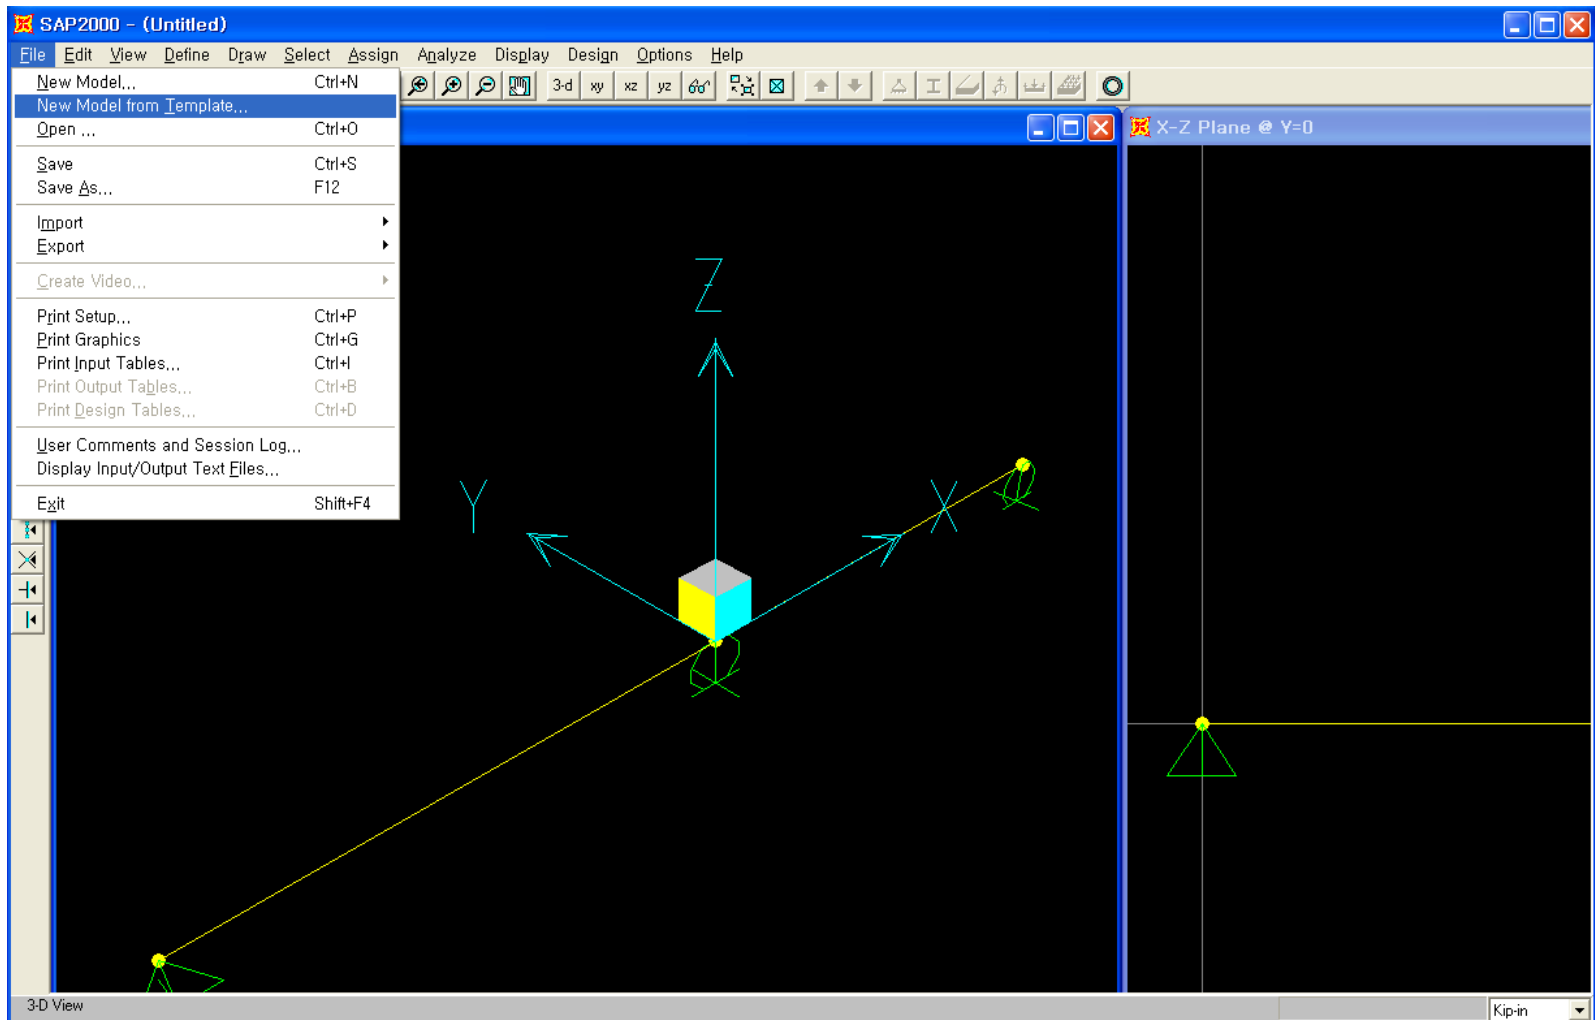 SAP2000 - (Untitled)
File Edit View Define Draw Select Assign Analyze Display Design Options Help
New Model... Ctrl+N
New Model from Template...
Open ... Ctrl+O
Save Ctrl+S
Save As... F12
Import
Export
Create Video...
Print Setup... Ctrl+P
Print Graphics Ctrl+G
Print Input Tables... Ctrl+I
Print Output Tables... Ctrl+B
Print Design Tables... Ctrl+D
User Comments and Session Log...
Display Input/Output Text Files...
Exit Shift+F4
3-d xy xz yz
X-Z Plane @ Y=0
Z
Y
X
3-D View
Kip-in